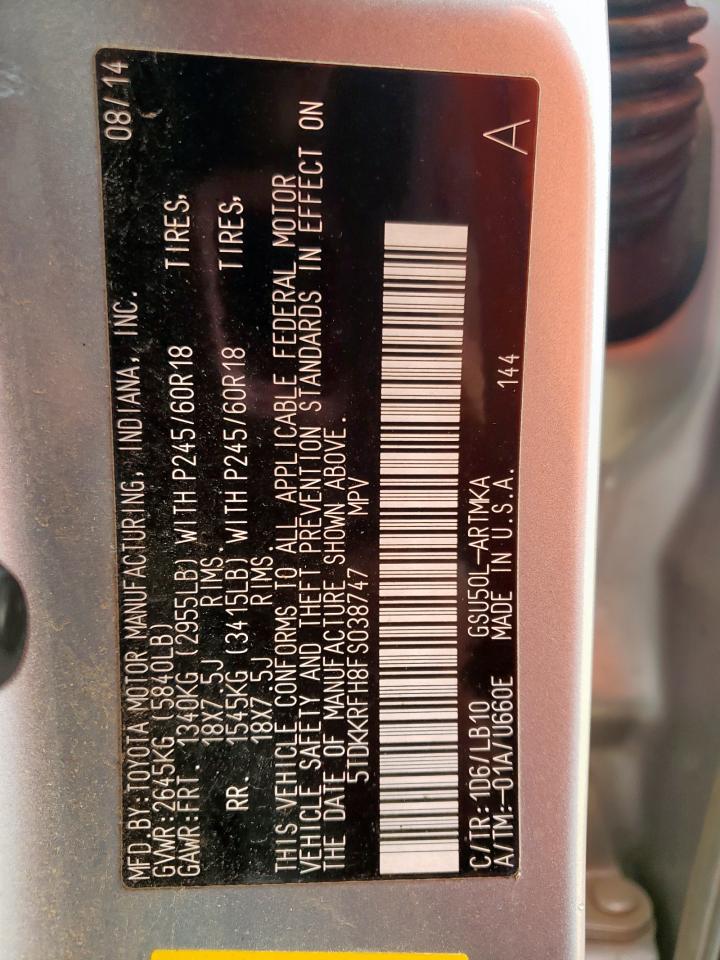 MFD.BY:TOYOTA MOTOR MANUFACTURING, INDIANA, INC. 08/14
GVWR:2645KG (5840LB)
GAWR:FRT. 1340KG (2955LB) WITH P245/60R18 TIRES,
18X7.5J RIMS.
RR. 1545KG (3415LB) WITH P245/60R18 TIRES,
18X7.5J RIMS.
THIS VEHICLE CONFORMS TO ALL APPLICABLE FEDERAL MOTOR
VEHICLE SAFETY AND THEFT PREVENTION STANDARDS IN EFFECT ON
THE DATE OF MANUFACTURE SHOWN ABOVE.
5TDKKRFH8FS038747 MPV
C/TR:1D6/LB10 GSU50L-ARTMKA
A/TM:-01A/U660E MADE IN U.S.A. 144 A